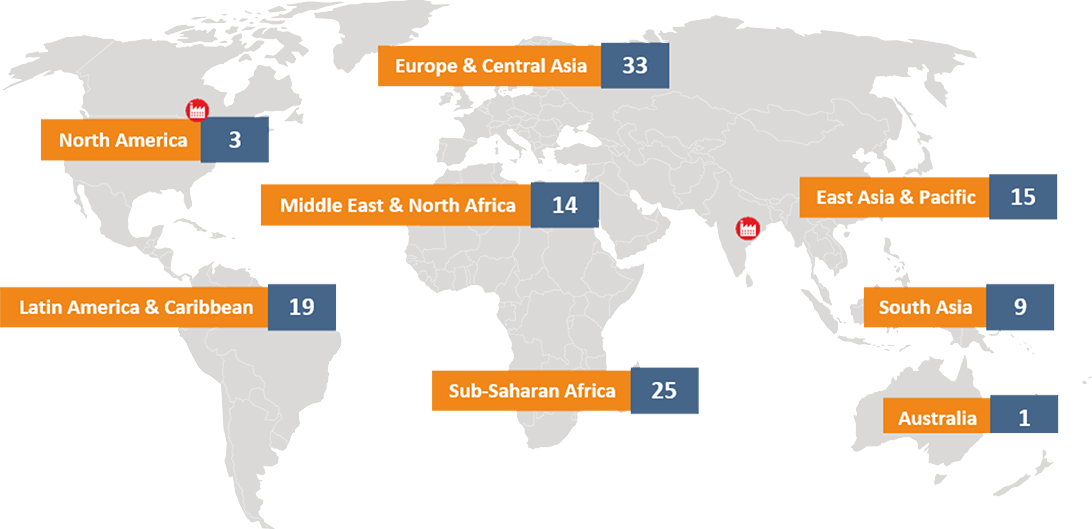 Europe & Central Asia 33
North America 3
Middle East & North Africa 14
East Asia & Pacific 15
Latin America & Caribbean 19
South Asia 9
Sub-Saharan Africa 25
Australia 1